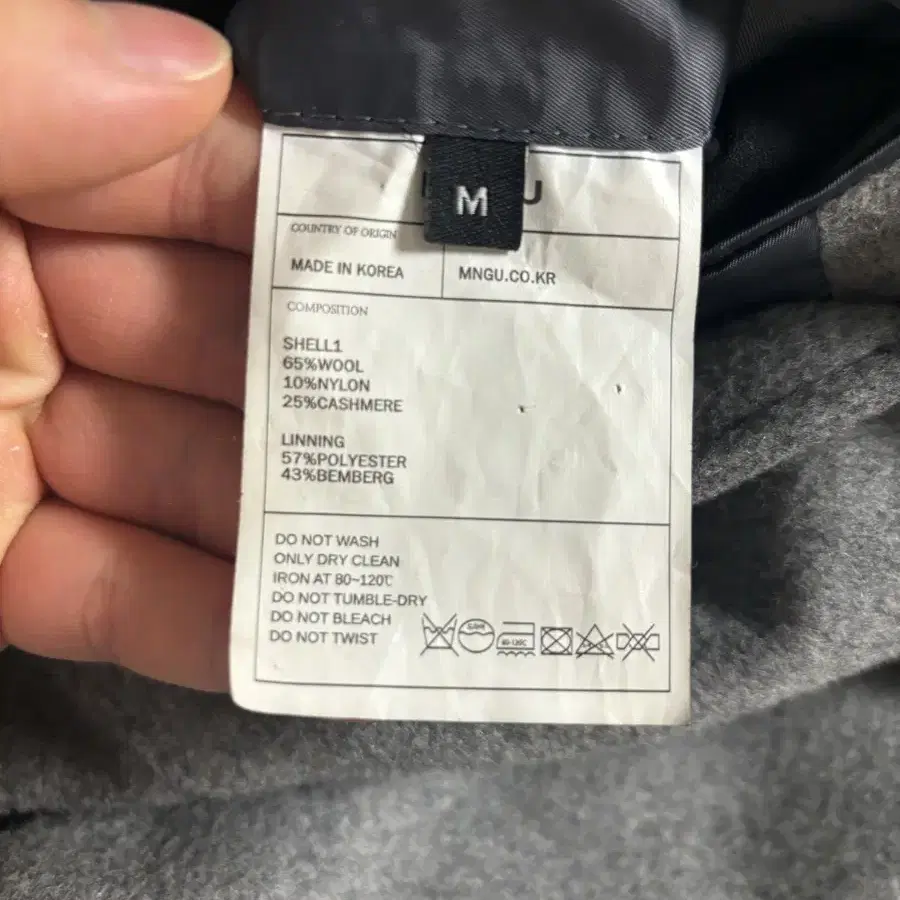 M
U
COUNTRY OF ORIGIN
MADE IN KOREA
MNGU.CO.KR
COMPOSITION
SHELL1
65%WOOL
10%NYLON
25%CASHMERE
LINNING
57%POLYESTER
43%BEMBERG
DO NOT WASH
ONLY DRY CLEAN
IRON AT 80~120℃
DO NOT TUMBLE-DRY
DO NOT BLEACH
DO NOT TWIST
80-120℃